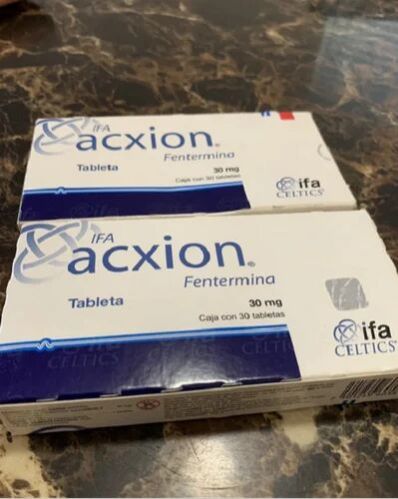 IFA
acxion®
Fentermina
Tableta
30 mg
Caja con 30 tabletas
ifa
CELTICS®
IFA
acxion®
Fentermina
Tableta
30 mg
Caja con 30 tabletas
ifa
CELTICS®